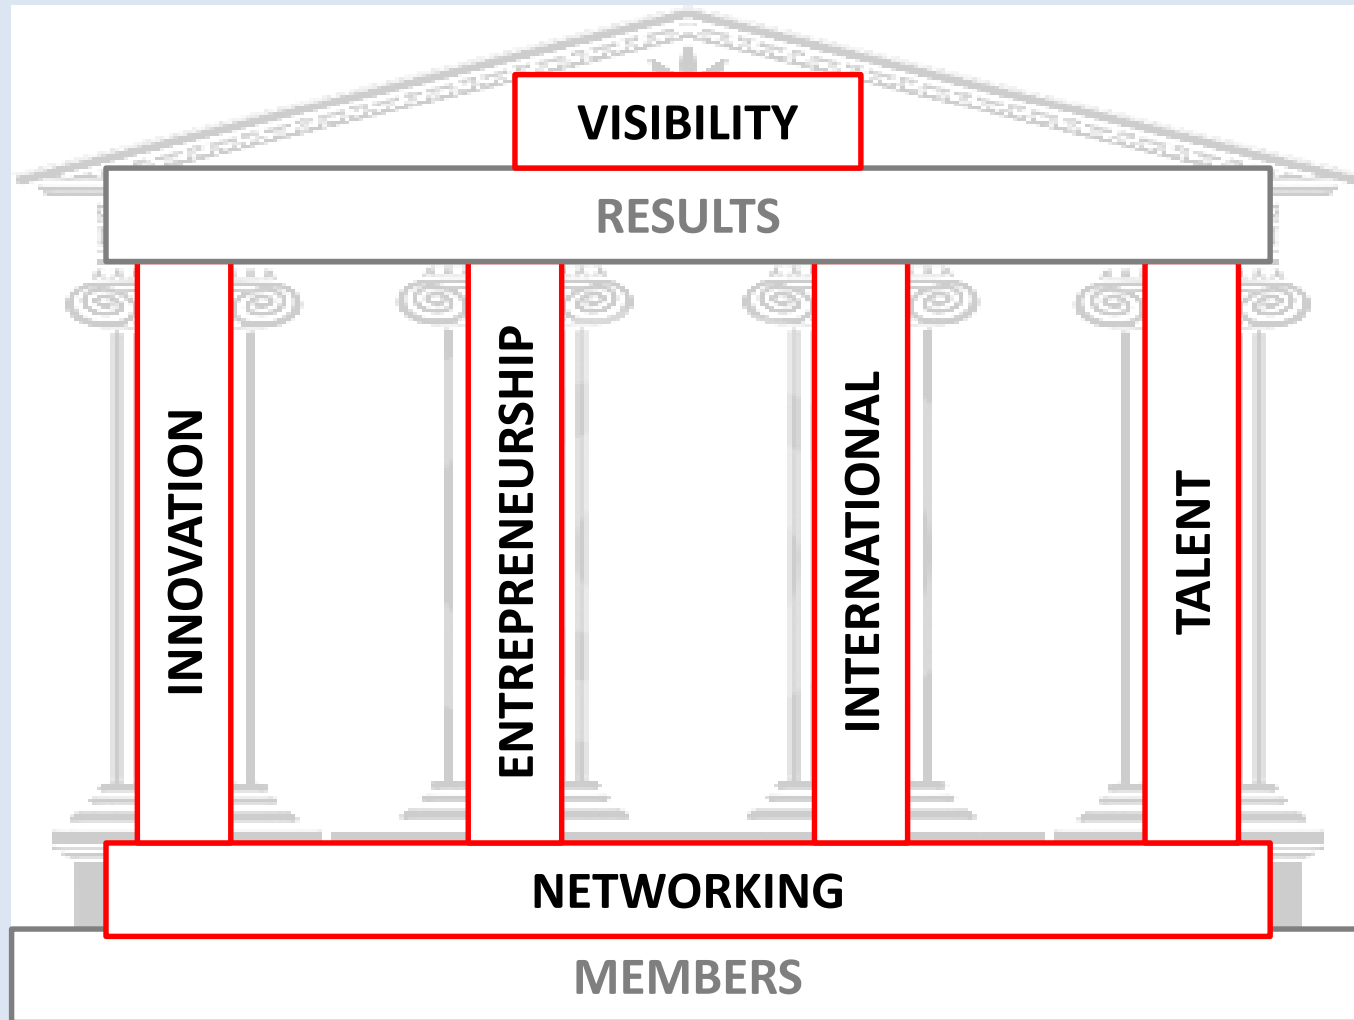 VISIBILITY
RESULTS
INNOVATION
ENTREPRENEURSHIP
INTERNATIONAL
TALENT
NETWORKING
MEMBERS